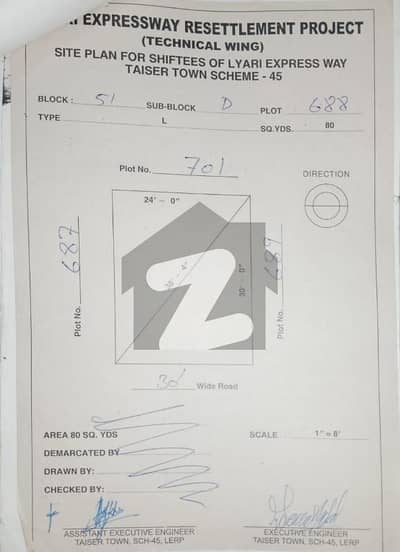 RI EXPRESSWAY RESETTLEMENT PROJECT
(TECHNICAL WING)
SITE PLAN FOR SHIFTEES OF LYARI EXPRESS WAY
TAISER TOWN SCHEME - 45
BLOCK : 51 SUB-BLOCK D PLOT 688
TYPE L SQ.YDS. 80
Plot No. 701
DIRECTION
24' - 0"
Plot No. 687
30' - 0"
Plot No. 689
30' Wide Road
AREA 80 SQ. YDS
SCALE 1" = 8'
DEMARCATED BY
DRAWN BY:
CHECKED BY:
ASSISTANT EXECUTIVE ENGINEER
TAISER TOWN, SCH-45, LERP
EXECUTIVE ENGINEER
TAISER TOWN, SCH-45, LERP